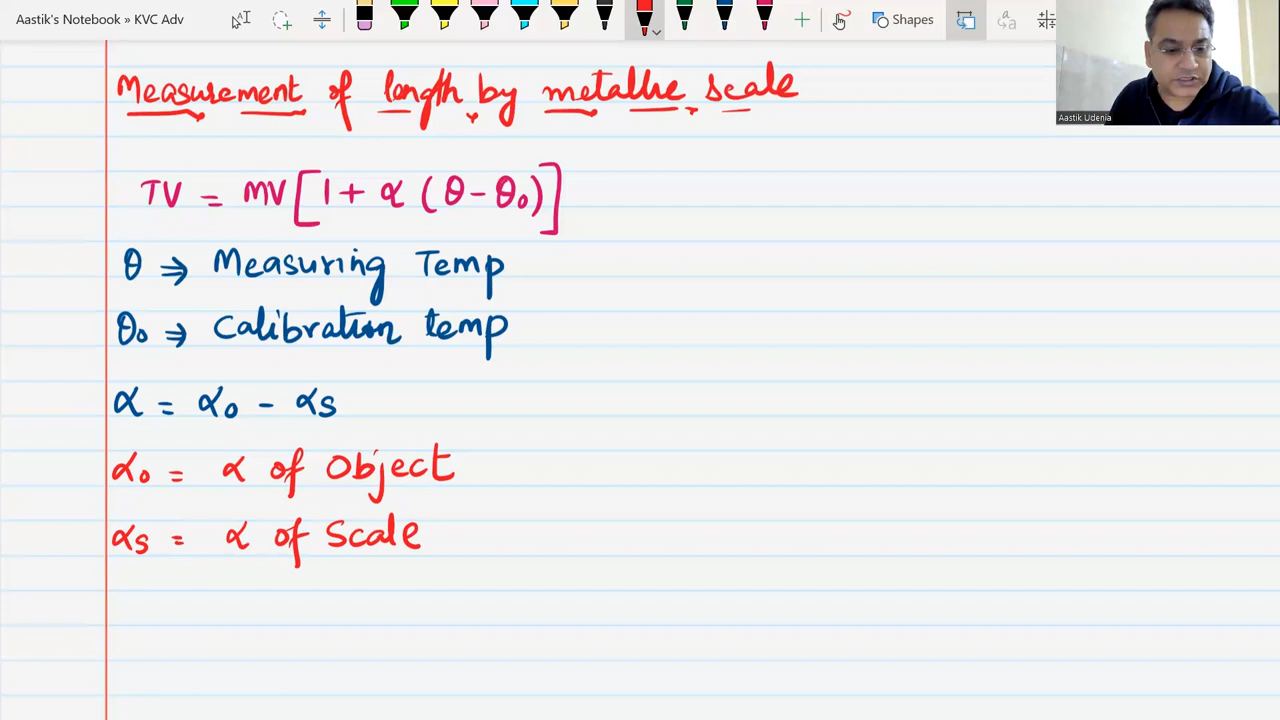 Aastik's Notebook » KVC Adv
Shapes
Aastik Udenia
Measurement of length by metallic scale
TV = MV [1 + α (θ - θ₀)]
θ ⇒ Measuring Temp
θ₀ ⇒ Calibration temp
α = α₀ - αs
α₀ = α of Object
αs = α of Scale